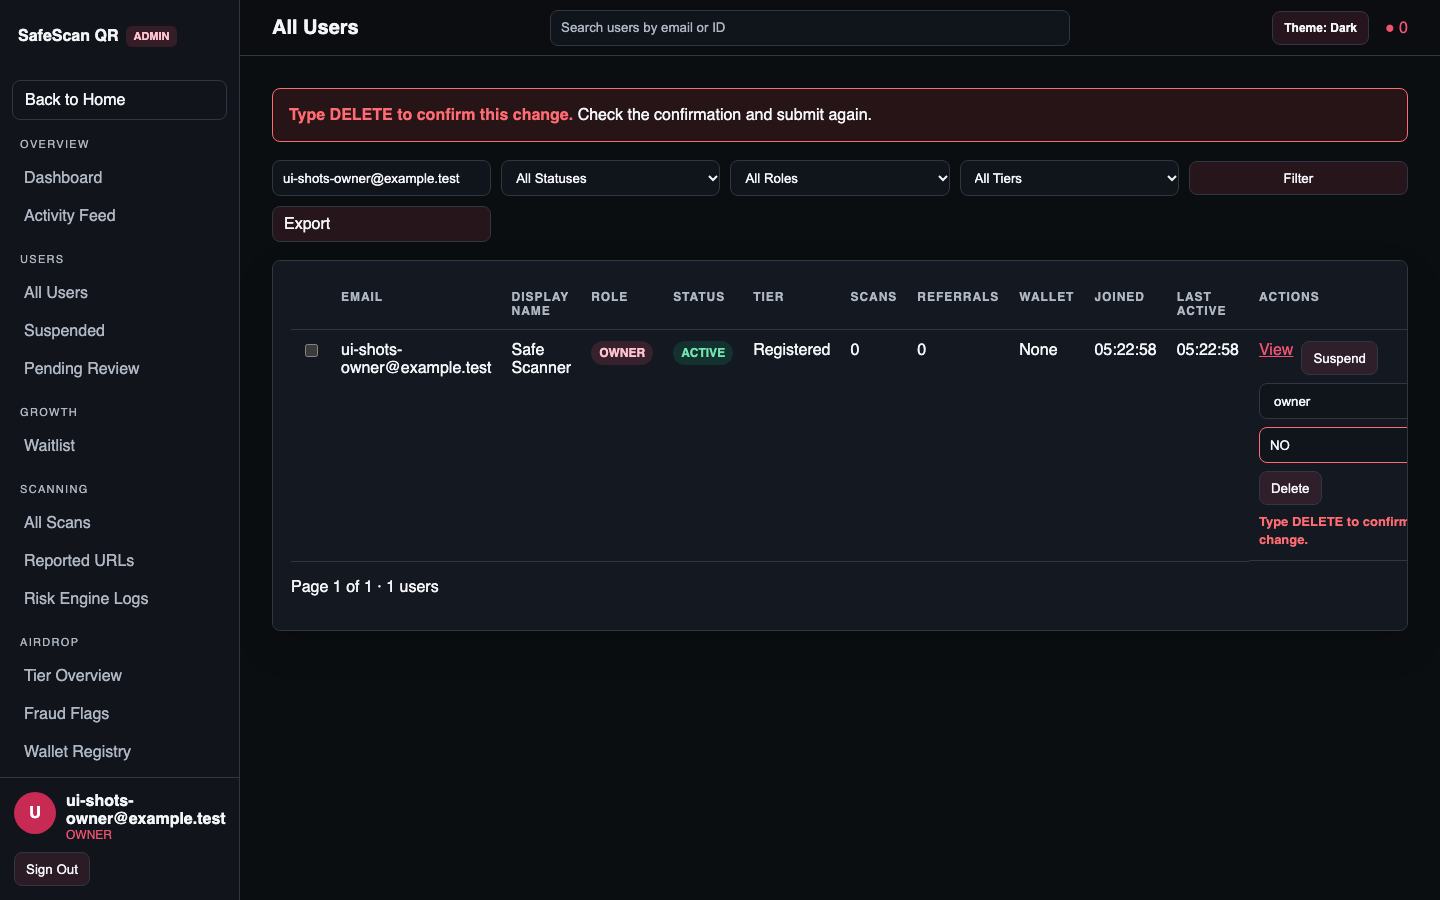 SafeScan QR ADMIN
Back to Home
OVERVIEW
Dashboard
Activity Feed
USERS
All Users
Suspended
Pending Review
GROWTH
Waitlist
SCANNING
All Scans
Reported URLs
Risk Engine Logs
AIRDROP
Tier Overview
Fraud Flags
Wallet Registry
U
ui-shots-
owner@example.test
OWNER
Sign Out
All Users
Search users by email or ID
Theme: Dark
0
Type DELETE to confirm this change. Check the confirmation and submit again.
ui-shots-owner@example.test All Statuses All Roles All Tiers Filter
Export
EMAIL DISPLAY NAME ROLE STATUS TIER SCANS REFERRALS WALLET JOINED LAST ACTIVE ACTIONS
ui-shots-
owner@example.test
Safe
Scanner
OWNER ACTIVE Registered 0 0 None 05:22:58 05:22:58 View Suspend
owner
NO
Delete
Type DELETE to confirm
change.
Page 1 of 1 · 1 users